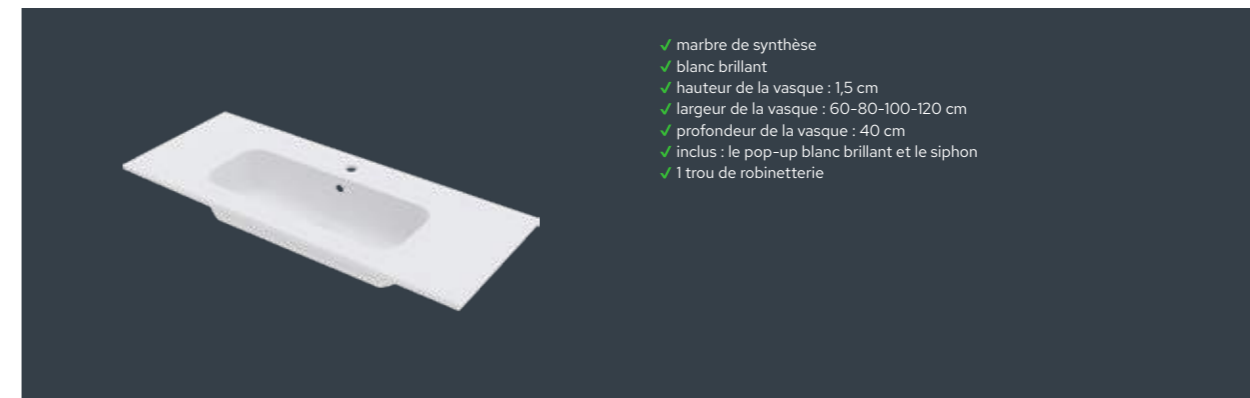 ✓ marbre de synthèse
✓ blanc brillant
✓ hauteur de la vasque : 1,5 cm
✓ largeur de la vasque : 60-80-100-120 cm
✓ profondeur de la vasque : 40 cm
✓ inclus : le pop-up blanc brillant et le siphon
✓ 1 trou de robinetterie